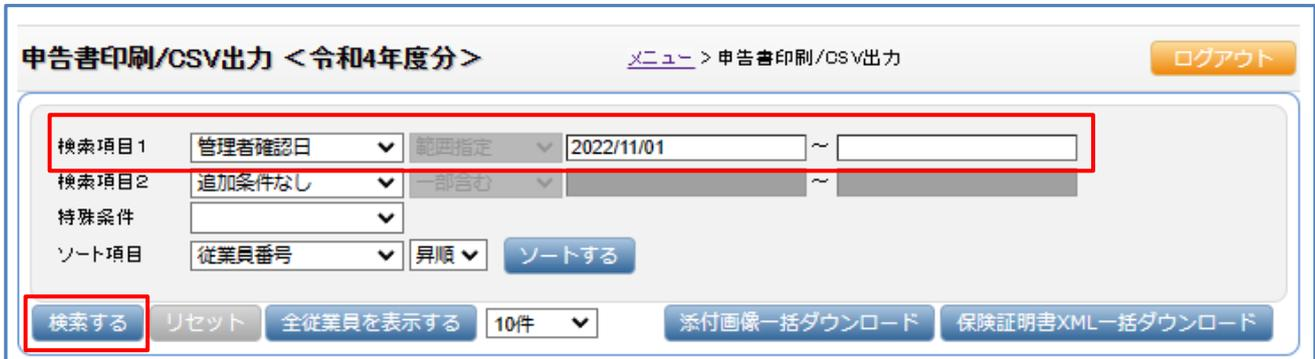 申告書印刷/CSV出力 ＜令和4年度分＞ メニュー > 申告書印刷/CSV出力 ログアウト
検索項目1 管理者確認日 範囲指定 2022/11/01 ～
検索項目2 追加条件なし 一部含む ～
特殊条件
ソート項目 従業員番号 昇順 ソートする
検索する リセット 全従業員を表示する 10件 添付画像一括ダウンロード 保険証明書XML一括ダウンロード